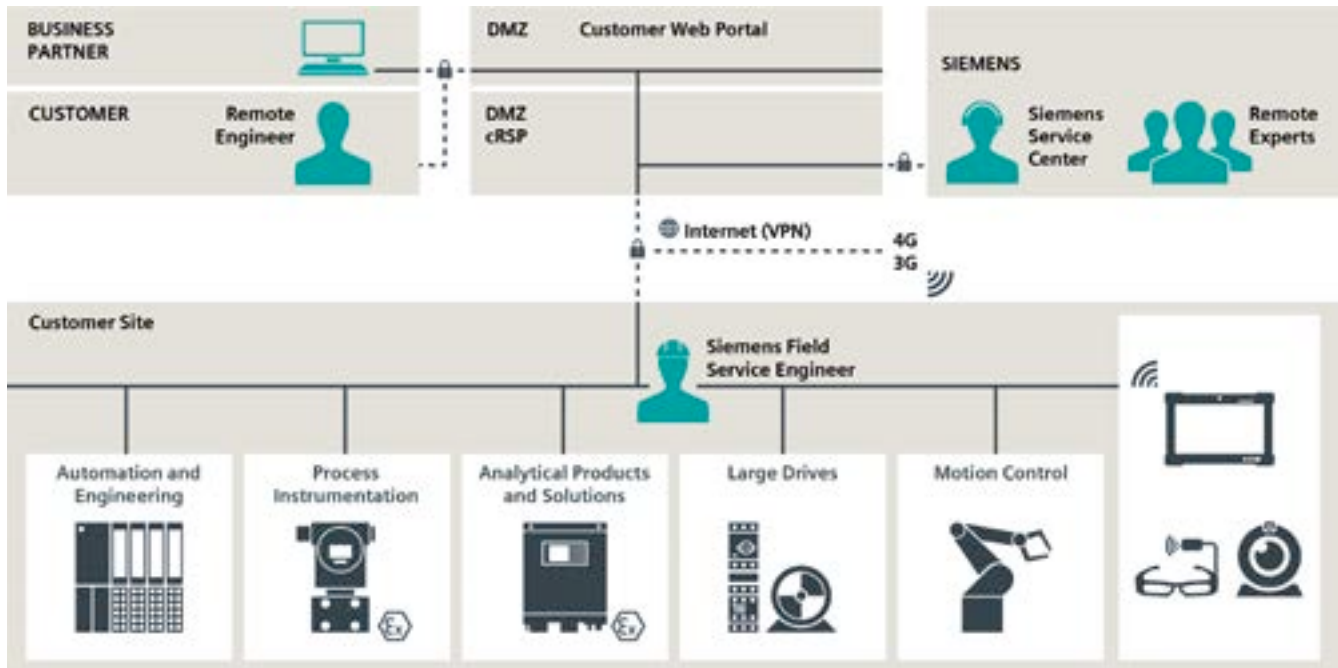 BUSINESS
PARTNER
DMZ
Customer Web Portal
SIEMENS
CUSTOMER
Remote
Engineer
DMZ
cRSP
Siemens
Service
Center
Remote
Experts
Internet (VPN)
4G
3G
Customer Site
Siemens Field
Service Engineer
Automation and
Engineering
Process
Instrumentation
Analytical Products
and Solutions
Large Drives
Motion Control
Ex
Ex